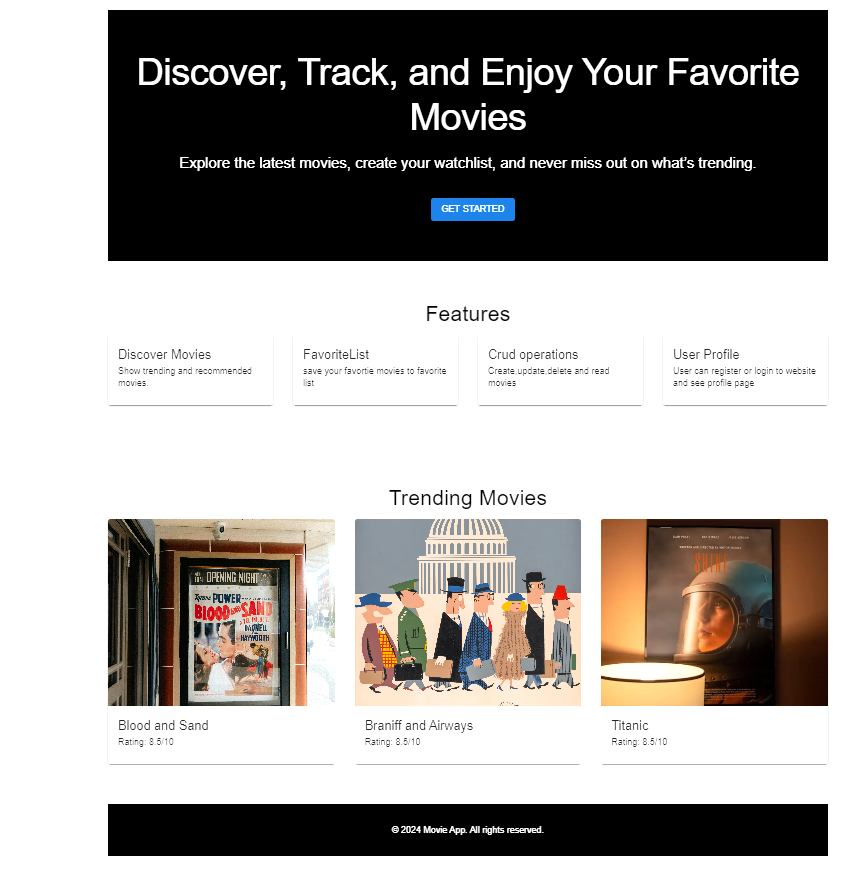 Discover, Track, and Enjoy Your Favorite
Movies
Explore the latest movies, create your watchlist, and never miss out on what's trending.
GET STARTED
Features
Discover Movies
Show trending and recommended
movies.
FavoriteList
save your favortie movies to favorite
list
Crud operations
Create,update,delete and read
movies
User Profile
User can register or login to website
and see profile page
Trending Movies
OPENING NIGHT
Tyrone POWER
BLOOD AND SAND
DARNELL
HAYWORTH
Blood and Sand
Rating: 8.5/10
Braniff and Airways
Rating: 8.5/10
Titanic
Rating: 8.5/10
© 2024 Movie App. All rights reserved.